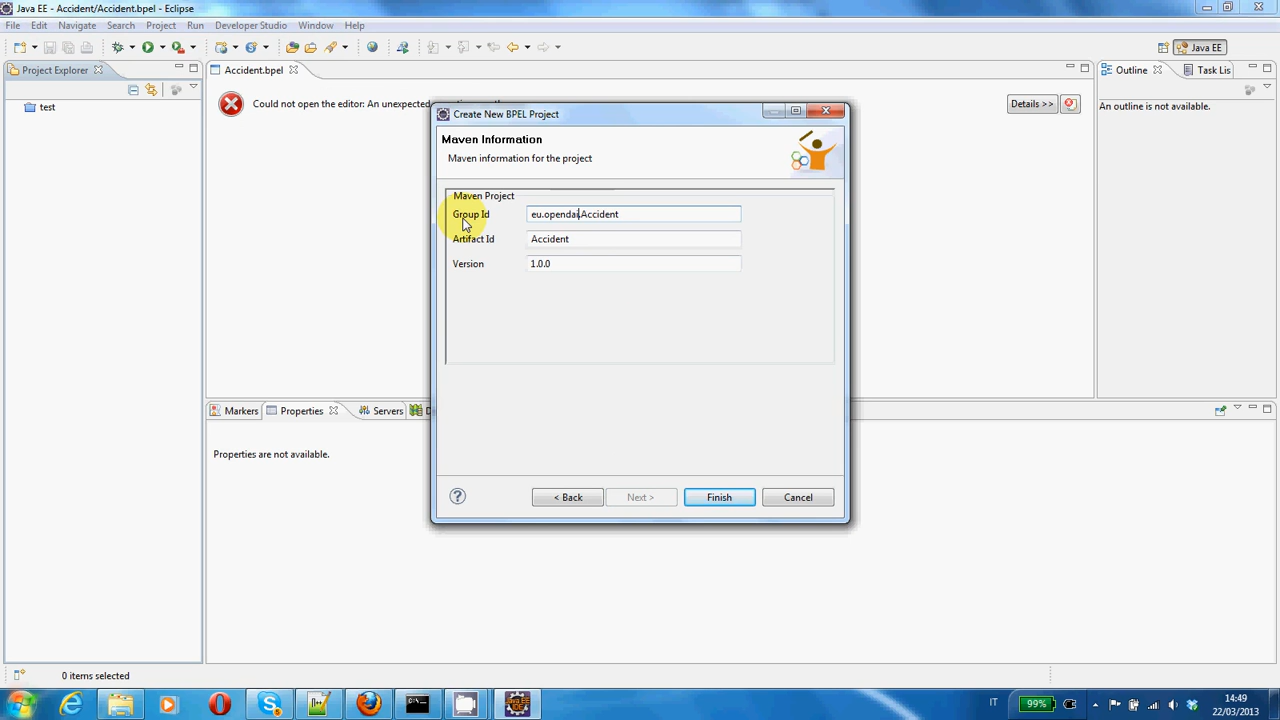 Java EE - Accident/Accident.bpel - Eclipse
File Edit Navigate Search Project Run Developer Studio Window Help
Java EE
Project Explorer
Accident.bpel
Outline
Task Lis
test
Could not open the editor: An unexpected
Details >>
An outline is not available.
Create New BPEL Project
Maven Information
Maven information for the project
Maven Project
Group Id eu.opendai.Accident
Artifact Id Accident
Version 1.0.0
< Back
Next >
Finish
Cancel
Markers
Properties
Servers
Properties are not available.
0 items selected
IT
99%
14:49
22/03/2013